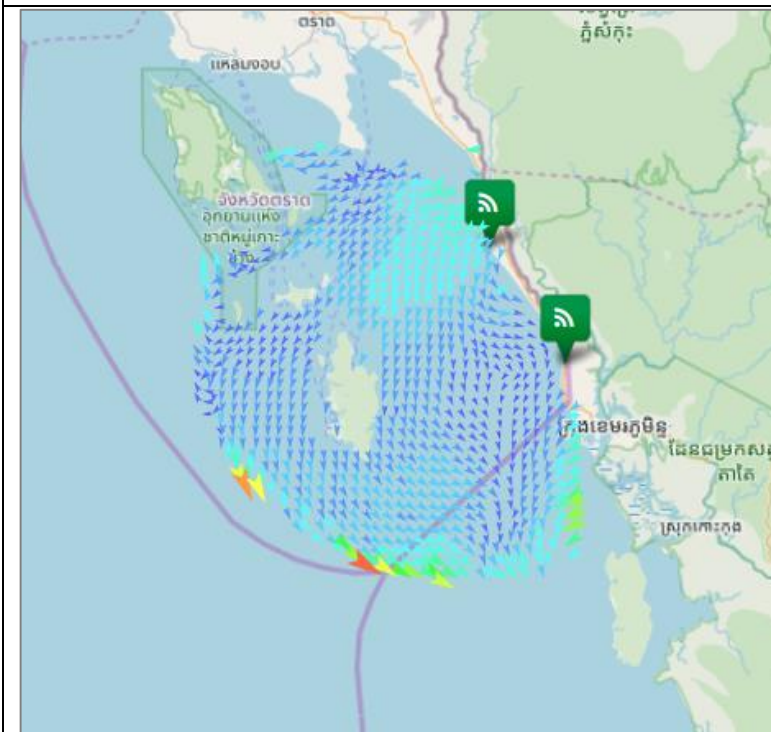 ตราด
ភ្នំសំកុះ
แหลมงอบ
จังหวัดตราด
อุทยานแห่ง
ชาติหมู่เกาะ
ช้าง
ក្រុងខេមរភូមិន្ទ
ដែនជម្រកសត្វ
តាតៃ
ស្រុកកោះកុង